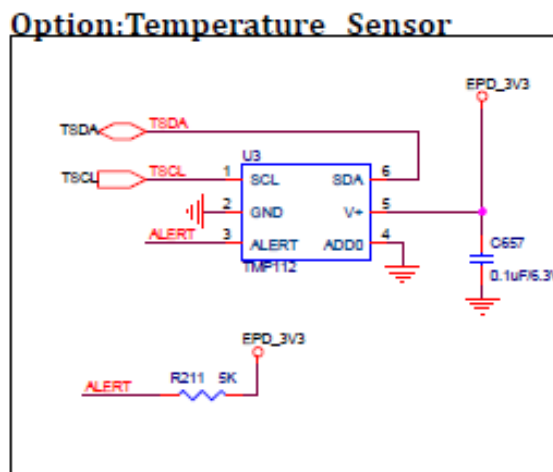 Option:Temperature Sensor
EPD_3V3
TSDA TSDA
U3
TSCL TSCL 1 SCL SDA 6
2 GND V+ 5
ALERT 3 ALERT ADD0 4
TMP112
C657
0.1uF/6.3V
EPD_3V3
ALERT R211 5K